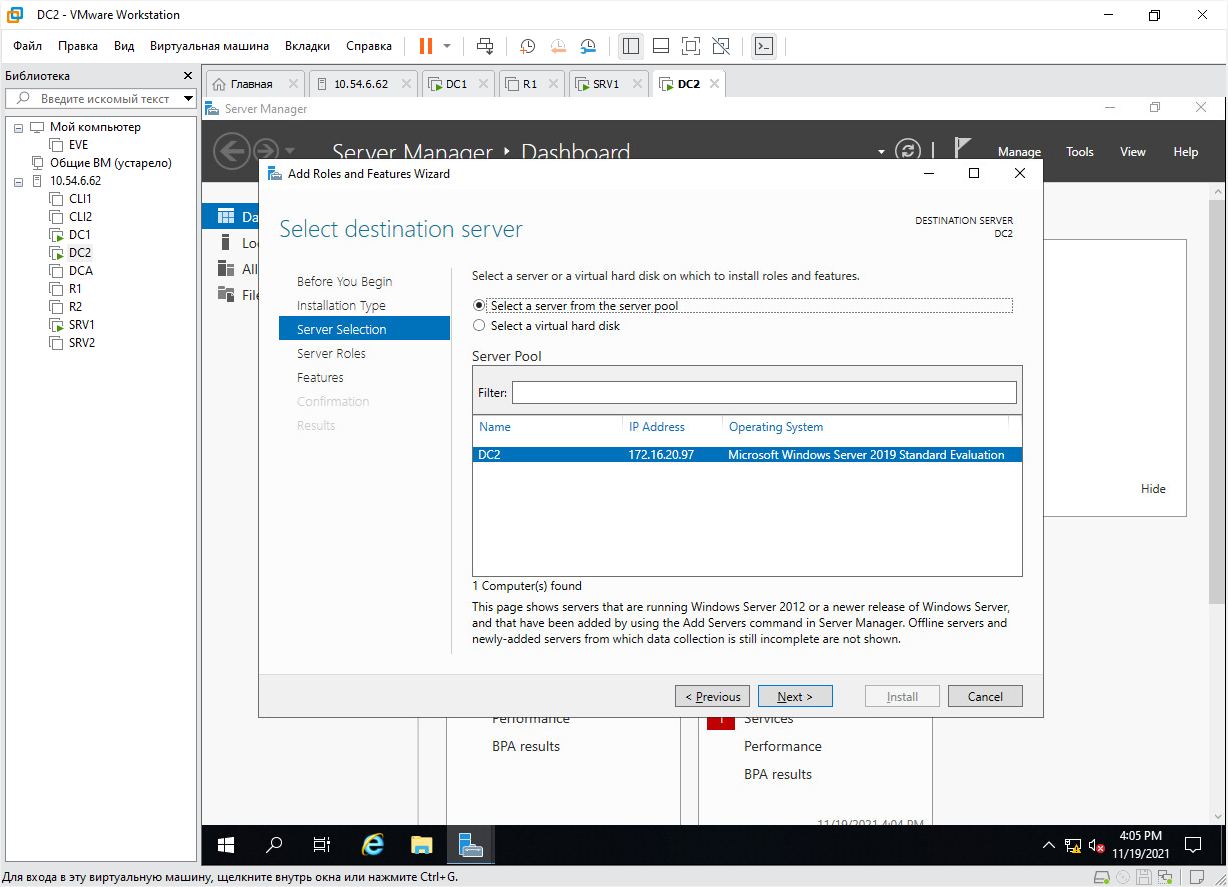 DC2 - VMware Workstation
Файл Правка Вид Виртуальная машина Вкладки Справка
Библиотека
Введите искомый текст
Мой компьютер
EVE
Общие ВМ (устарело)
10.54.6.62
CLI1
CLI2
DC1
DC2
DCA
R1
R2
SRV1
SRV2
Главная 10.54.6.62 DC1 R1 SRV1 DC2
Server Manager
Server Manager Dashboard
Manage Tools View Help
Da
Loc
All
File
Add Roles and Features Wizard
Select destination server
DESTINATION SERVER
DC2
Before You Begin
Installation Type
Server Selection
Server Roles
Features
Confirmation
Results
Select a server or a virtual hard disk on which to install roles and features.
Select a server from the server pool
Select a virtual hard disk
Server Pool
Filter:
Name IP Address Operating System
DC2 172.16.20.97 Microsoft Windows Server 2019 Standard Evaluation
1 Computer(s) found
This page shows servers that are running Windows Server 2012 or a newer release of Windows Server,
and that have been added by using the Add Servers command in Server Manager. Offline servers and
newly-added servers from which data collection is still incomplete are not shown.
< Previous Next > Install Cancel
Hide
Performance
BPA results
1 Services
Performance
BPA results
11/19/2021 4:04 PM
4:05 PM
11/19/2021
Для входа в эту виртуальную машину, щелкните внутрь окна или нажмите Ctrl+G.